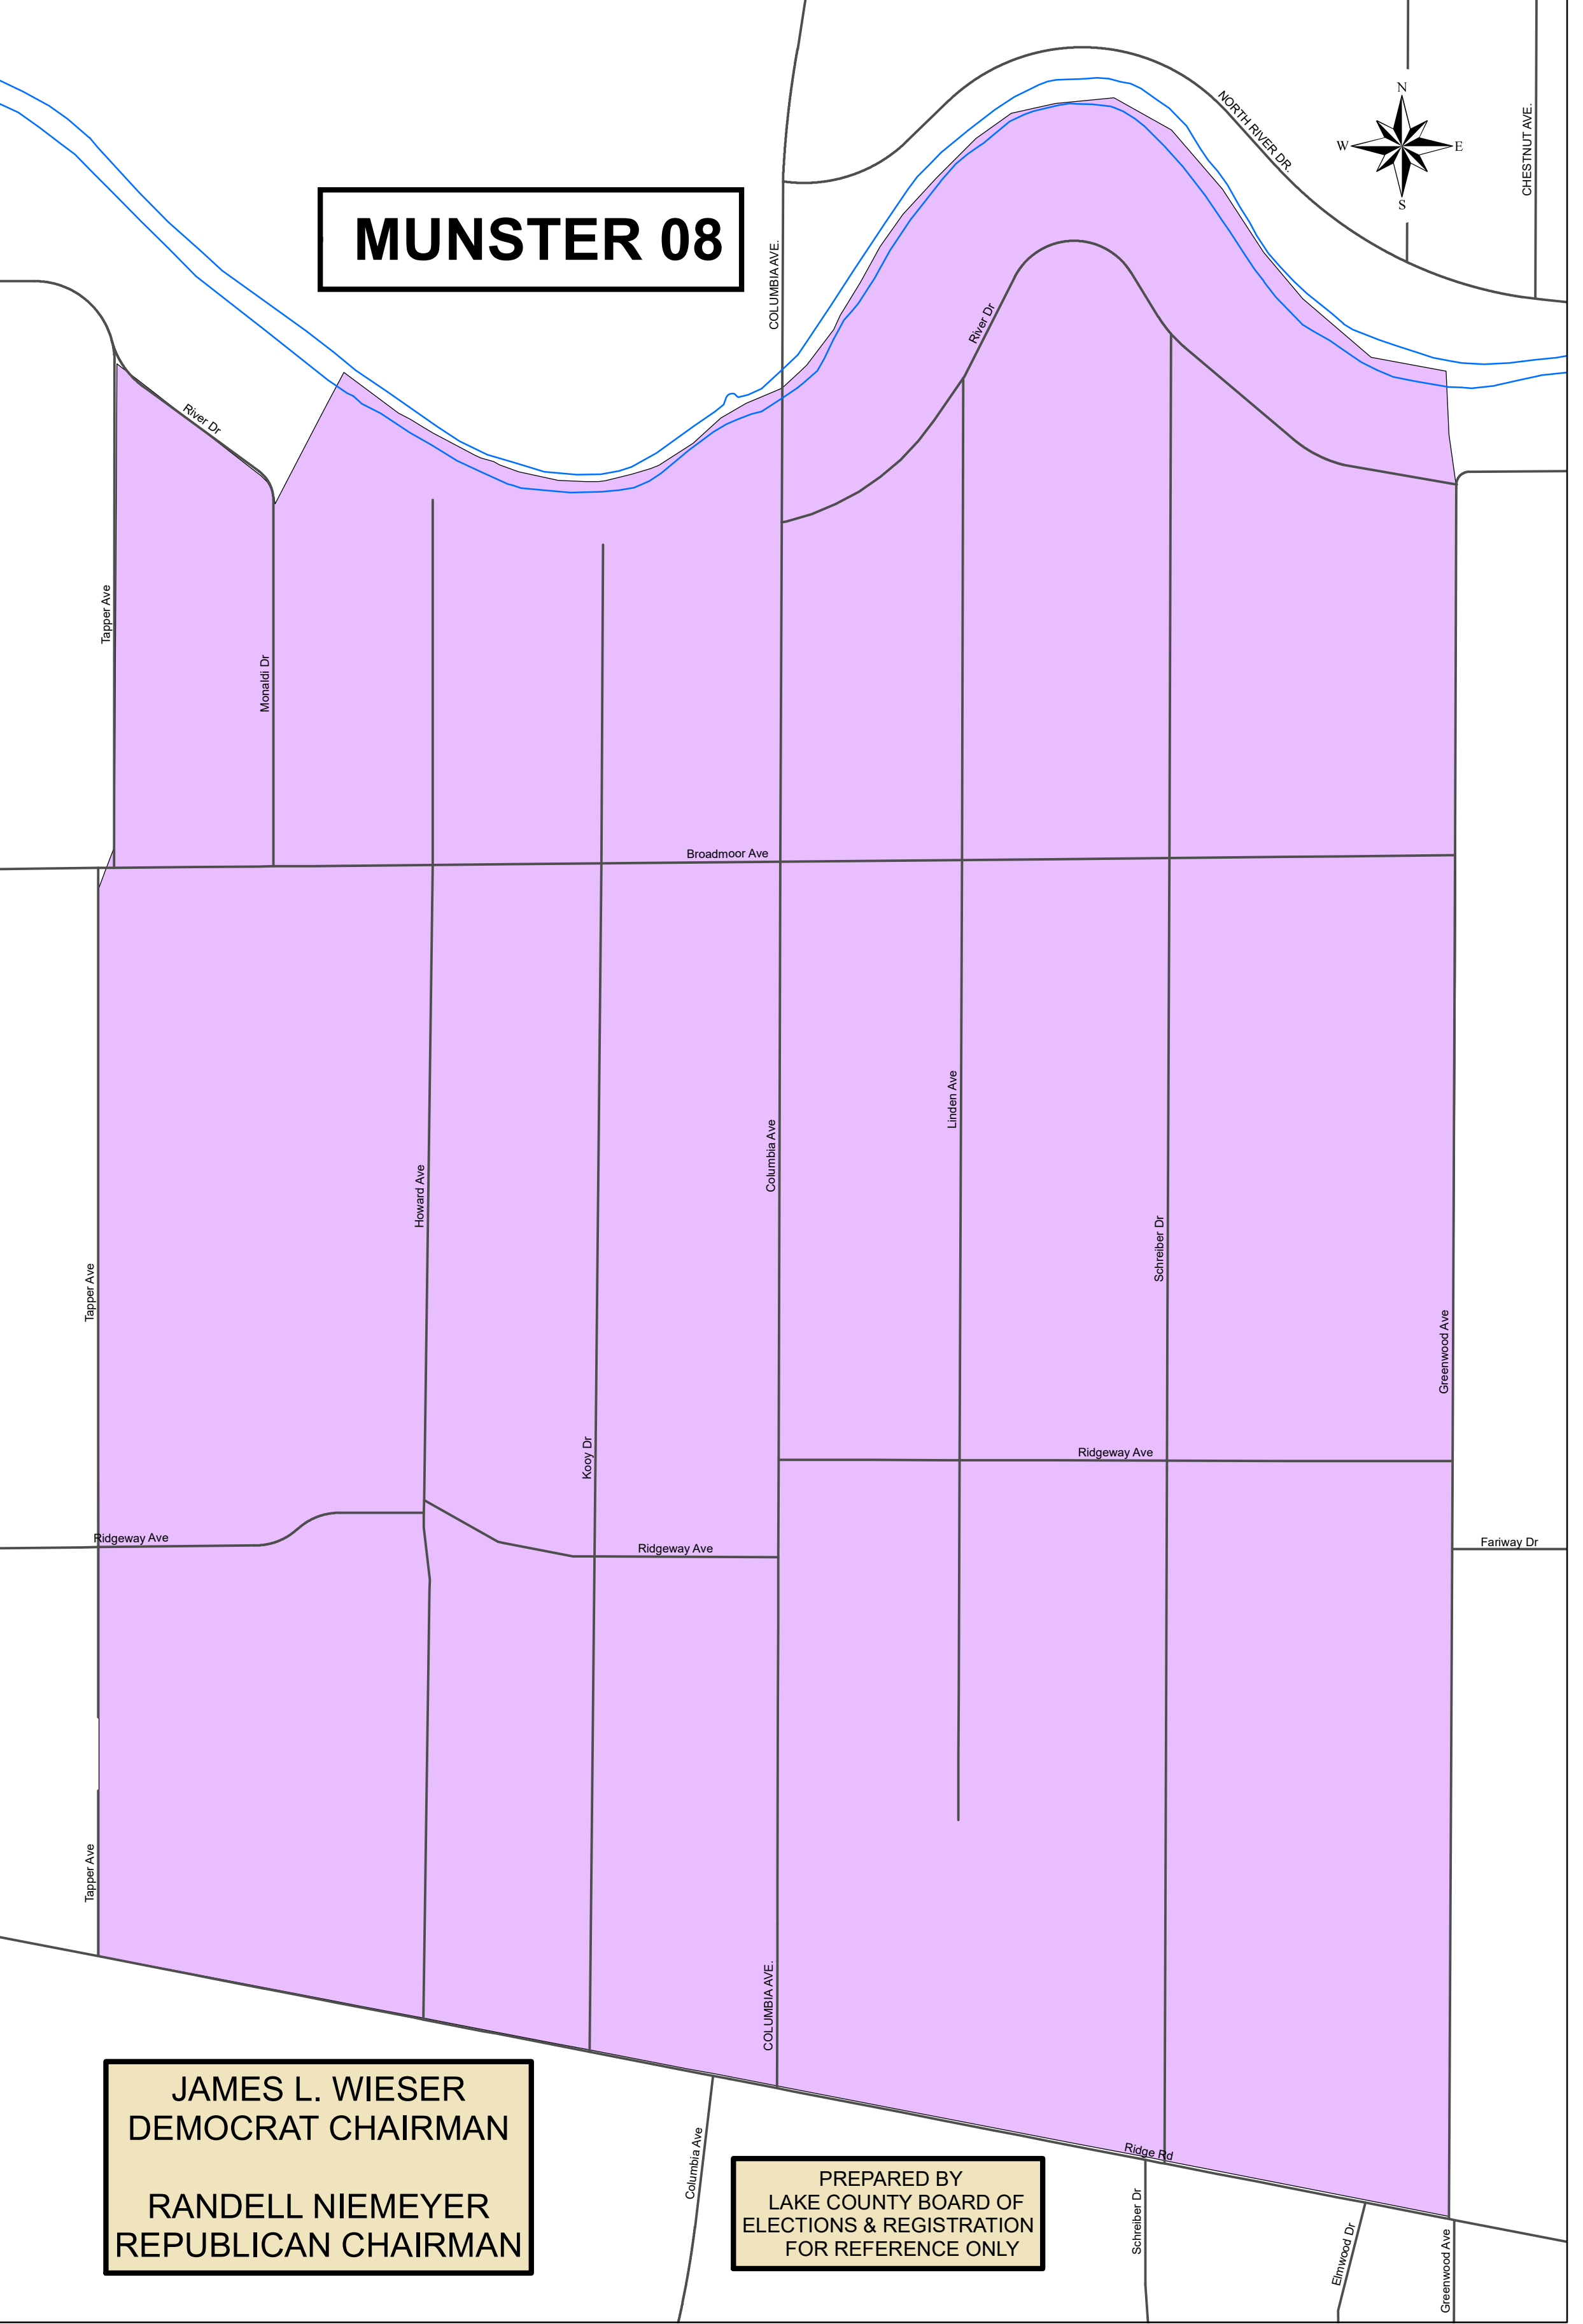 N
NORTH RIVER DR.
CHESTNUT AVE.
W
E
S
MUNSTER 08
COLUMBIA AVE.
River Dr
River Dr
Tapper Ave
Monaldi Dr
Broadmoor Ave
Linden Ave
Columbia Ave
Howard Ave
Schreiber Dr
Tapper Ave
Greenwood Ave
Kooy Dr
Ridgeway Ave
Ridgeway Ave
Ridgeway Ave
Fariway Dr
Tapper Ave
COLUMBIA AVE.
JAMES L. WIESER
DEMOCRAT CHAIRMAN
RANDELL NIEMEYER
REPUBLICAN CHAIRMAN
Columbia Ave
Ridge Rd
PREPARED BY
LAKE COUNTY BOARD OF
ELECTIONS & REGISTRATION
FOR REFERENCE ONLY
Schreiber Dr
Elmwood Dr
Greenwood Ave